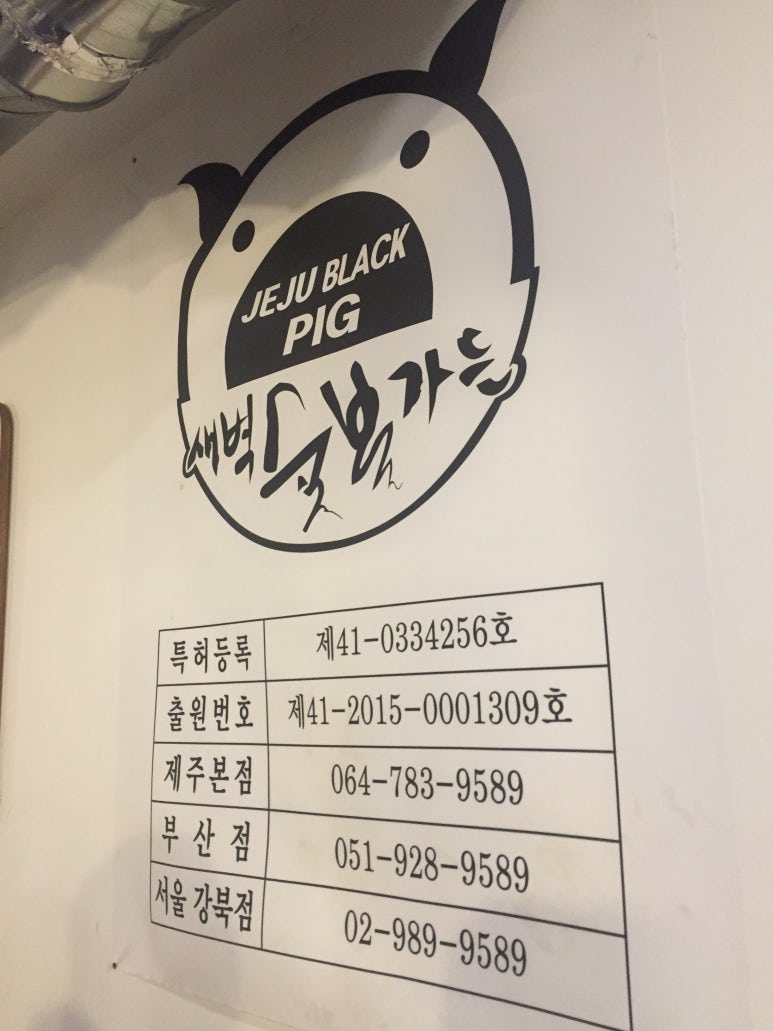 JEJU BLACK
PIG
새벽숯불가든
특허등록 제41-0334256호
출원번호 제41-2015-0001309호
제주본점 064-783-9589
부산점 051-928-9589
서울강북점 02-989-9589